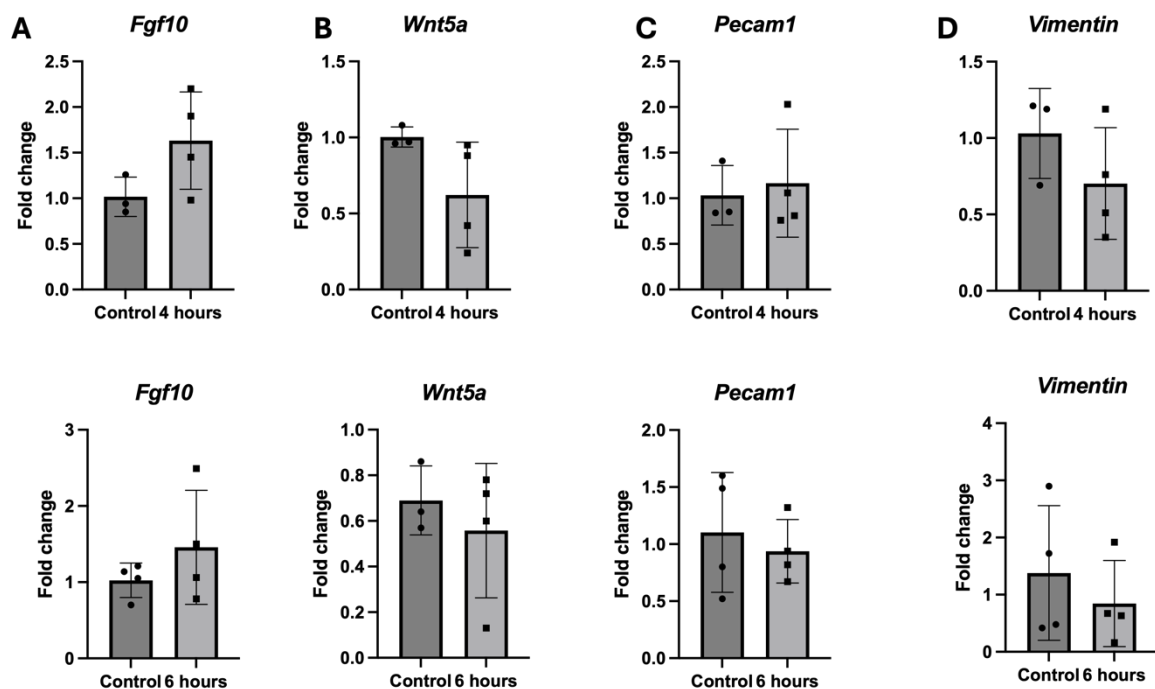 A
Fgf10
Fold change
2.5
2.0
1.5
1.0
0.5
0.0
Control 4 hours
B
Wnt5a
Fold change
1.5
1.0
0.5
0.0
Control 4 hours
C
Pecam1
Fold change
2.5
2.0
1.5
1.0
0.5
0.0
Control 4 hours
D
Vimentin
Fold change
1.5
1.0
0.5
0.0
Control 4 hours
Fgf10
Fold change
3
2
1
0
Control 6 hours
Wnt5a
Fold change
1.0
0.8
0.6
0.4
0.2
0.0
Control 6 hours
Pecam1
Fold change
2.0
1.5
1.0
0.5
0.0
Control 6 hours
Vimentin
Fold change
4
3
2
1
0
Control 6 hours